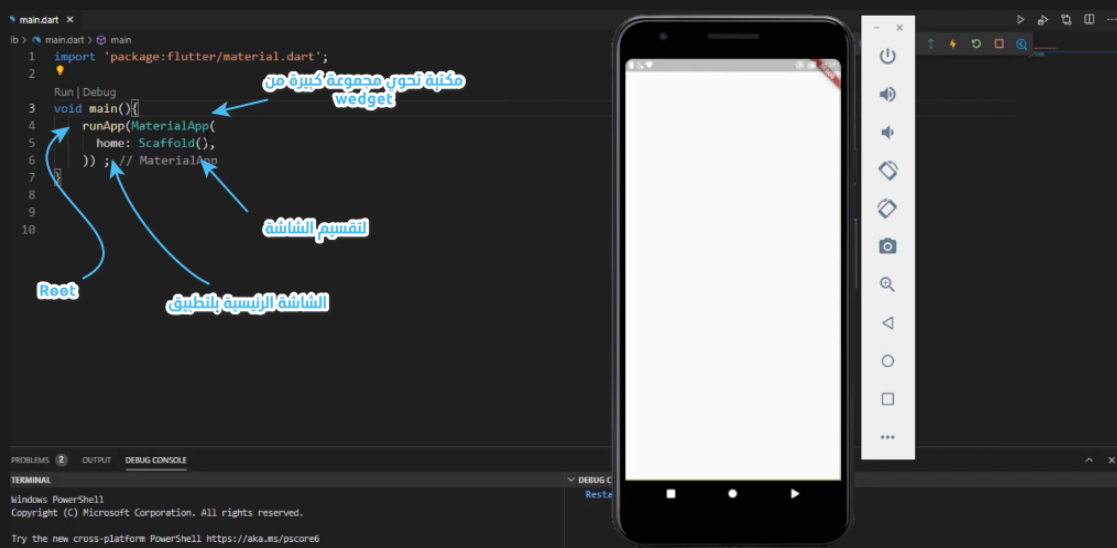 main.dart
ib > main.dart > main
1 import 'package:flutter/material.dart';
2
Run | Debug
3 void main(){
4 runApp(MaterialApp(
5 home: Scaffold(),
6 )) ; // MaterialApp
7 }
8
9
10
مكتبة تحوي مجموعة كبيرة من
wedget
لتقسيم الشاشة
Root
الشاشة الرئيسية بلتطبيق
PROBLEMS 2 OUTPUT DEBUG CONSOLE
TERMINAL
DEBUG C
Windows PowerShell
Resta
Copyright (C) Microsoft Corporation. All rights reserved.
Try the new cross-platform PowerShell https://aka.ms/pscore6